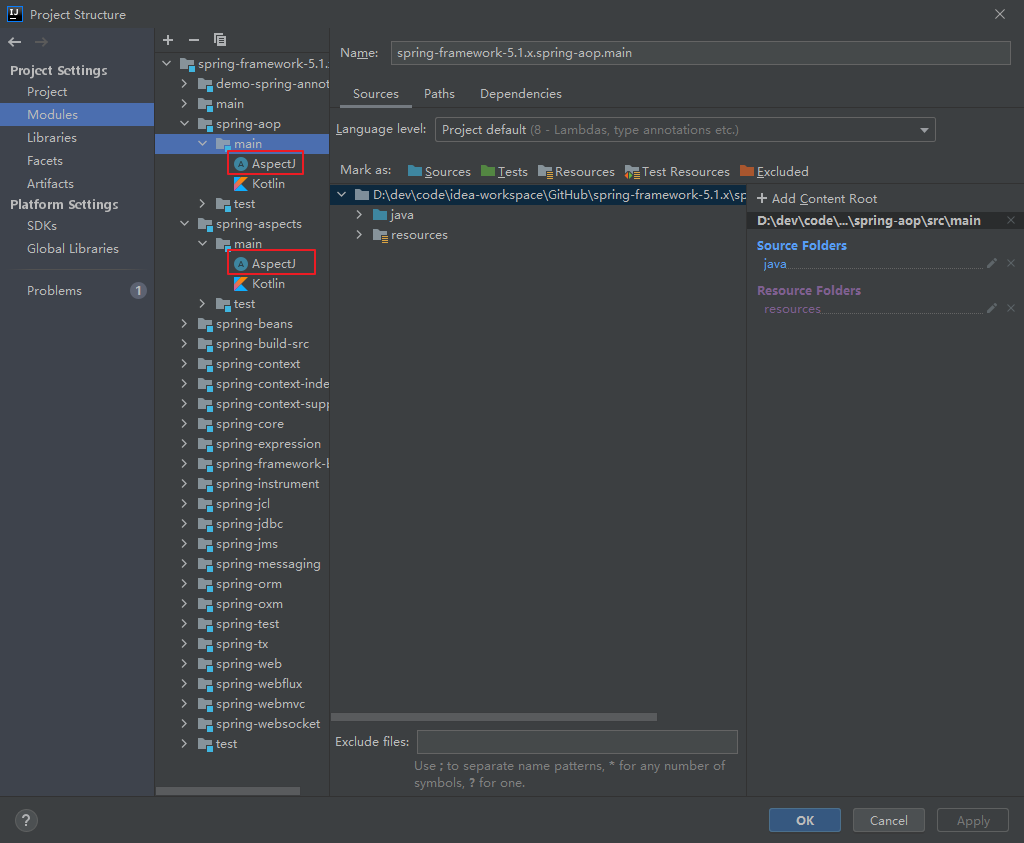 Project Structure
Project Settings
Project
Modules
Libraries
Facets
Artifacts
Platform Settings
SDKs
Global Libraries
Problems
1
spring-framework-5.1.
demo-spring-annot
main
spring-aop
main
AspectJ
Kotlin
test
spring-aspects
main
AspectJ
Kotlin
test
spring-beans
spring-build-src
spring-context
spring-context-inde
spring-context-supp
spring-core
spring-expression
spring-framework-b
spring-instrument
spring-jcl
spring-jdbc
spring-jms
spring-messaging
spring-orm
spring-oxm
spring-test
spring-tx
spring-web
spring-webflux
spring-webmvc
spring-websocket
test
Name: spring-framework-5.1.x.spring-aop.main
Sources Paths Dependencies
Language level: Project default (8 - Lambdas, type annotations etc.)
Mark as: Sources Tests Resources Test Resources Excluded
D:\dev\code\idea-workspace\GitHub\spring-framework-5.1.x\sp
java
resources
+ Add Content Root
D:\dev\code\...\spring-aop\src\main
Source Folders
java
Resource Folders
resources
Exclude files:
Use ; to separate name patterns, * for any number of
symbols, ? for one.
?
OK Cancel Apply